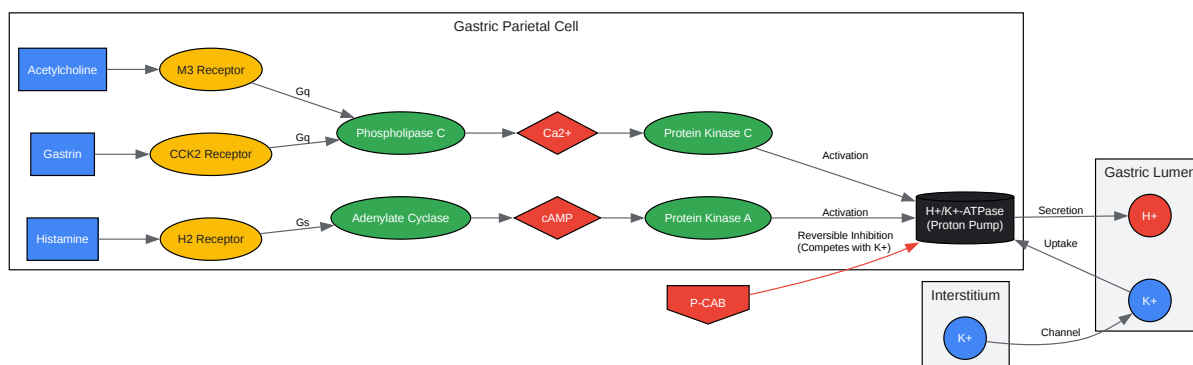 Gastric Parietal Cell
Acetylcholine
M3 Receptor
Gq
Phospholipase C
Ca2+
Protein Kinase C
Activation
Gastrin
CCK2 Receptor
Gq
Histamine
H2 Receptor
Gs
Adenylate Cyclase
cAMP
Protein Kinase A
Activation
H+/K+-ATPase
(Proton Pump)
Reversible Inhibition
(Competes with K+)
P-CAB
Secretion
Gastric Lumen
H+
Uptake
K+
Interstitium
K+
Channel